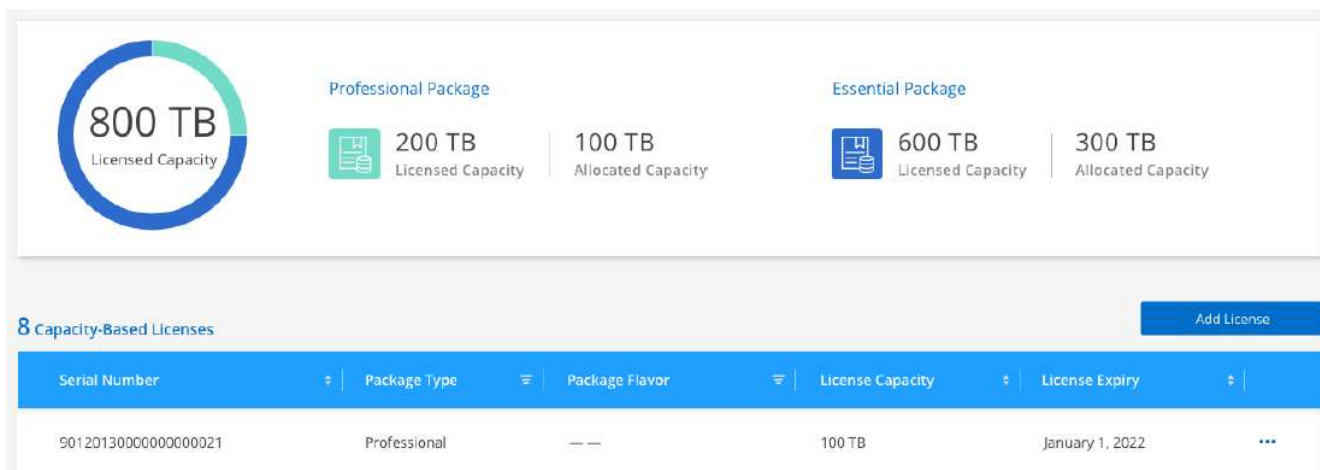 800 TB
Licensed Capacity
Professional Package
200 TB
Licensed Capacity
100 TB
Allocated Capacity
Essential Package
600 TB
Licensed Capacity
300 TB
Allocated Capacity
8 Capacity-Based Licenses
Add License
Serial Number Package Type Package Flavor License Capacity License Expiry
90120130000000000021 Professional —— 100 TB January 1, 2022 •••